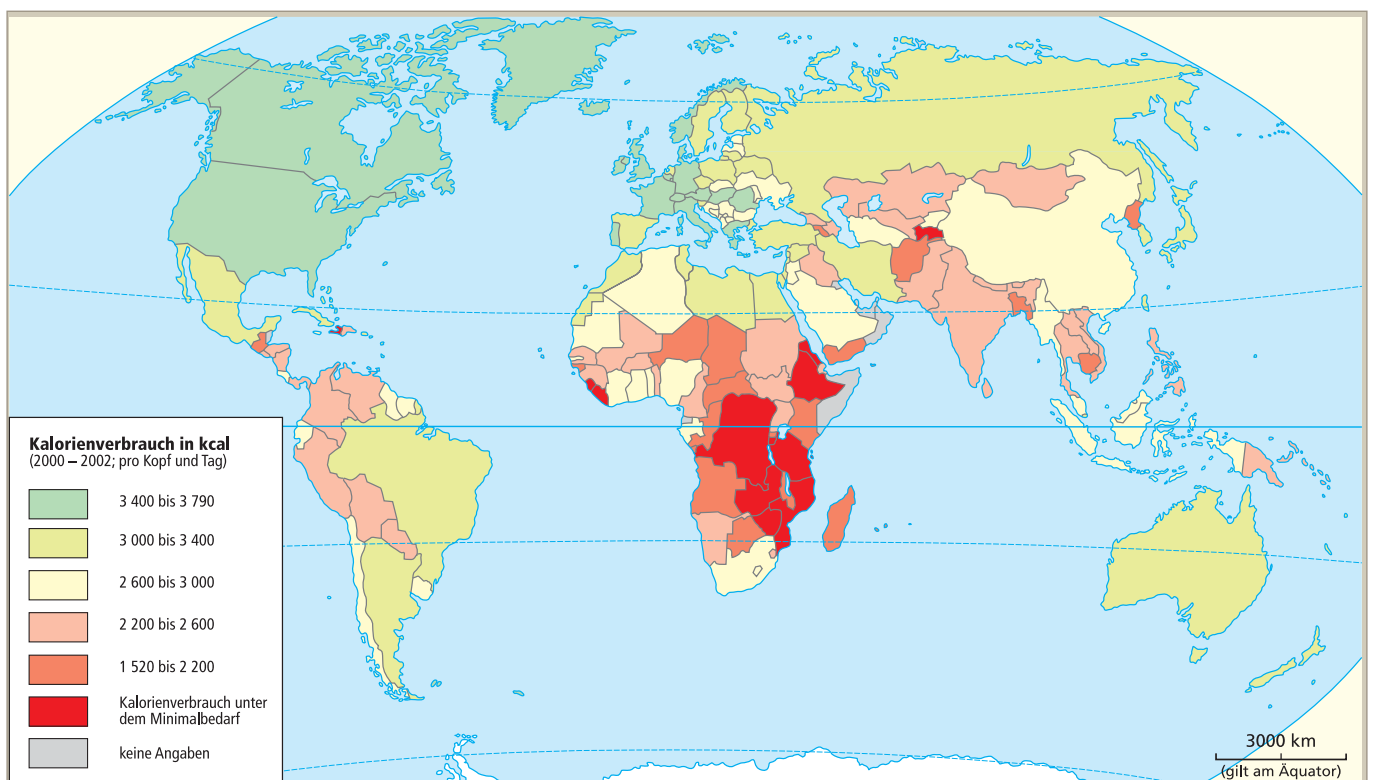 Kalorienverbrauch in kcal
(2000 – 2002; pro Kopf und Tag)
3 400 bis 3 790
3 000 bis 3 400
2 600 bis 3 000
2 200 bis 2 600
1 520 bis 2 200
Kalorienverbrauch unter
dem Minimalbedarf
keine Angaben
3000 km
(gilt am Äquator)